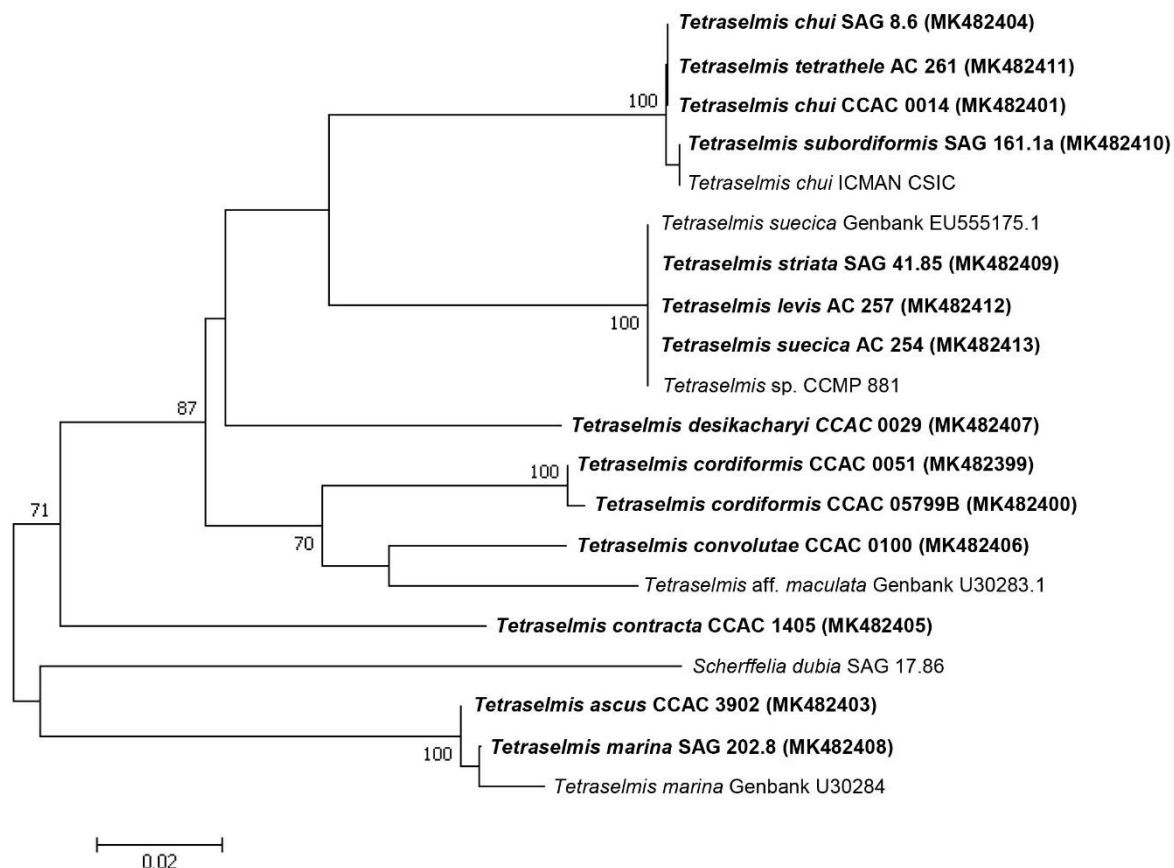 Tetraselmis chui SAG 8.6 (MK482404)
Tetraselmis tetrathele AC 261 (MK482411)
100
Tetraselmis chui CCAC 0014 (MK482401)
Tetraselmis subordiformis SAG 161.1a (MK482410)
Tetraselmis chui ICMAN CSIC
Tetraselmis suecica Genbank EU555175.1
Tetraselmis striata SAG 41.85 (MK482409)
Tetraselmis levis AC 257 (MK482412)
100
Tetraselmis suecica AC 254 (MK482413)
Tetraselmis sp. CCMP 881
87
Tetraselmis desikacharyi CCAC 0029 (MK482407)
100
Tetraselmis cordiformis CCAC 0051 (MK482399)
71
Tetraselmis cordiformis CCAC 05799B (MK482400)
70
Tetraselmis convolutae CCAC 0100 (MK482406)
Tetraselmis aff. maculata Genbank U30283.1
Tetraselmis contracta CCAC 1405 (MK482405)
Scherffelia dubia SAG 17.86
Tetraselmis ascus CCAC 3902 (MK482403)
100
Tetraselmis marina SAG 202.8 (MK482408)
Tetraselmis marina Genbank U30284
0.02